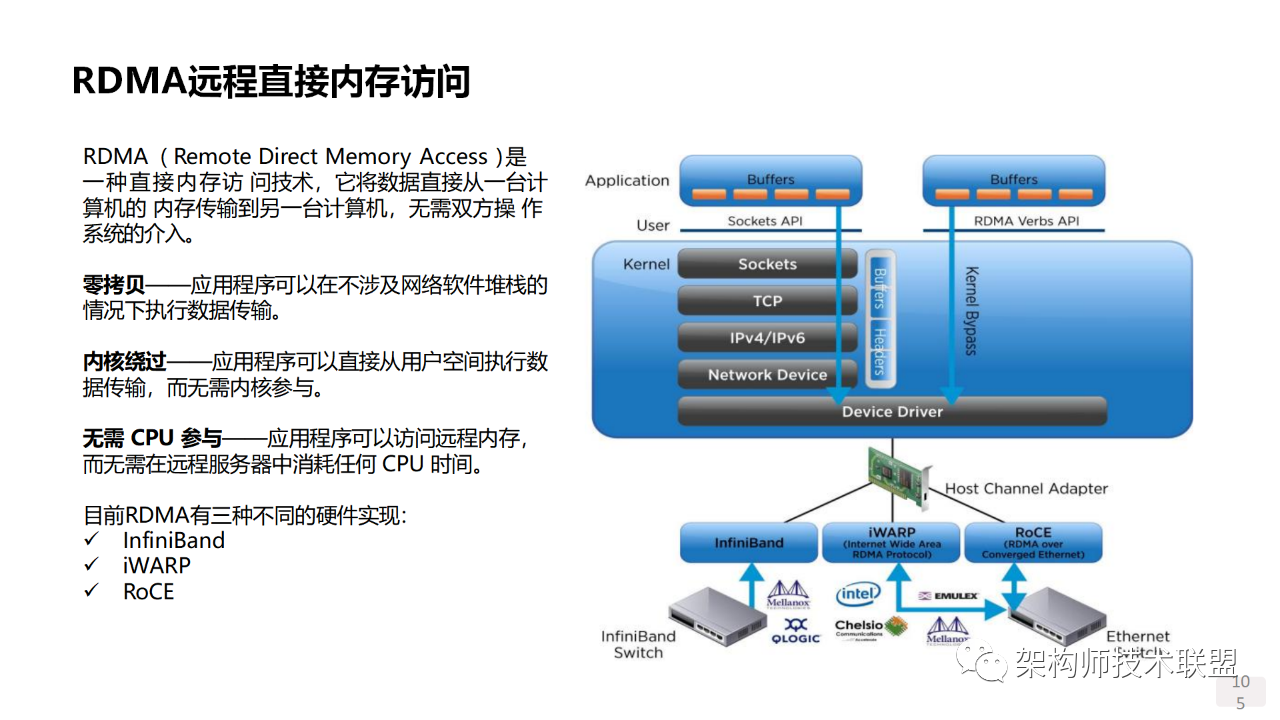 RDMA远程直接内存访问
RDMA （Remote Direct Memory Access )是
一种直接内存访 问技术，它将数据直接从一台计
算机的 内存传输到另一台计算机，无需双方操 作
系统的介入。
零拷贝——应用程序可以在不涉及网络软件堆栈的
情况下执行数据传输。
内核绕过——应用程序可以直接从用户空间执行数
据传输，而无需内核参与。
无需 CPU 参与——应用程序可以访问远程内存，
而无需在远程服务器中消耗任何 CPU 时间。
目前RDMA有三种不同的硬件实现：
✓ InfiniBand
✓ iWARP
✓ RoCE
Application
Buffers
Buffers
User
Sockets API
RDMA Verbs API
Kernel
Sockets
TCP
IPv4/IPv6
Network Device
Buffers
Headers
Kernel Bypass
Device Driver
Host Channel Adapter
InfiniBand
iWARP
(Internet Wide Area
RDMA Protocol)
RoCE
(RDMA over
Converged Ethernet)
Mellanox
TECHNOLOGIES
QLOGIC
intel
Chelsio
Communications
EMULEX
Mellanox
TECHNOLOGIES
InfiniBand
Switch
Ethernet
Switch
架构师技术联盟
10
5